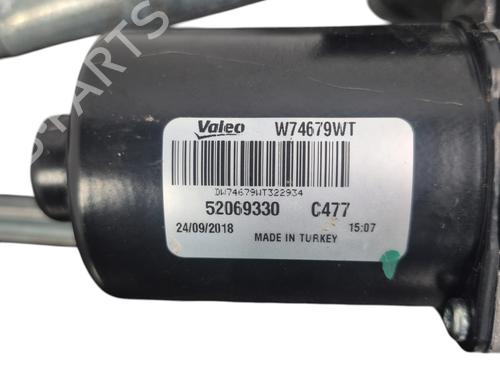 Valeo W74679WT
DW74679WT322934
52069330 C477
24/09/2018 15:07
MADE IN TURKEY